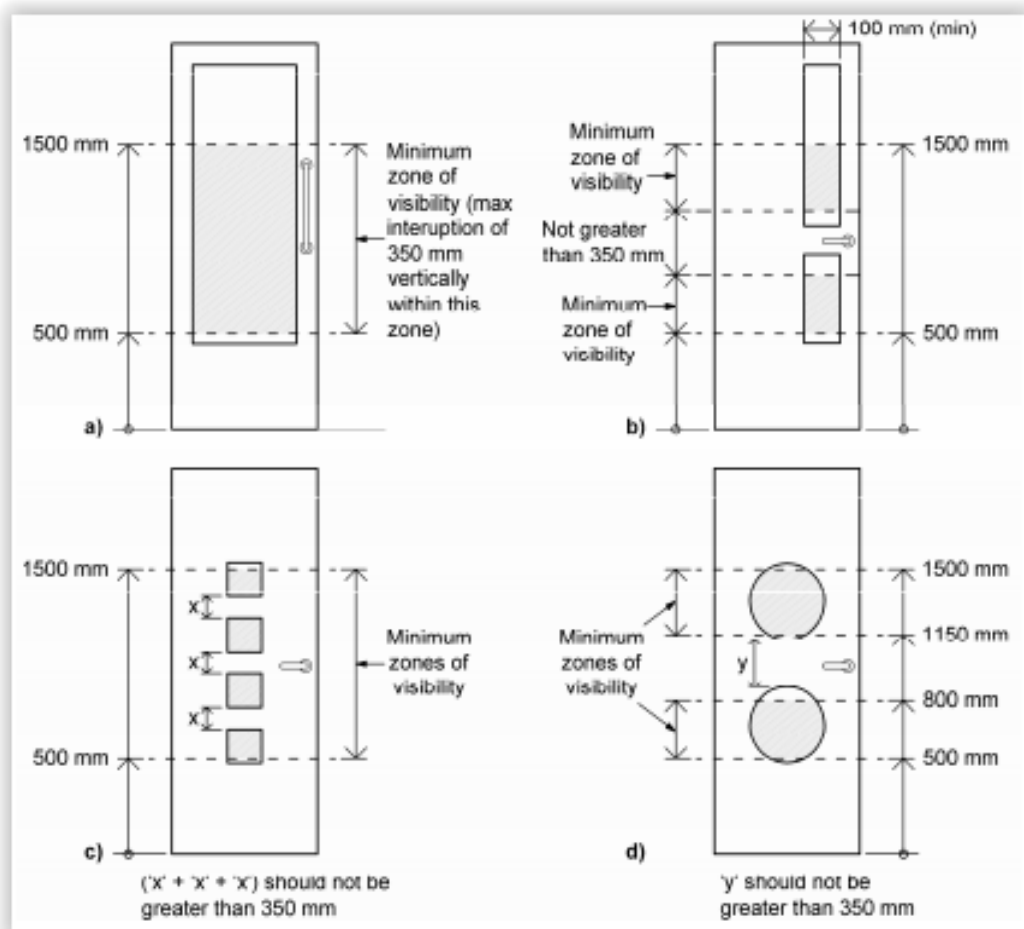 100 mm (min)
1500 mm
Minimum
zone of
visibility (max
interuption of
350 mm
vertically
within this
zone)
500 mm
a)
Minimum
zone of
visibility
1500 mm
Not greater
than 350 mm
Minimum
zone of
visibility
500 mm
b)
1500 mm
x
x
x
Minimum
zones of
visibility
500 mm
c)
('x' + 'x' + 'x') should not be
greater than 350 mm
1500 mm
Minimum
zones of
visibility
1150 mm
y
800 mm
500 mm
d)
'y' should not be
greater than 350 mm